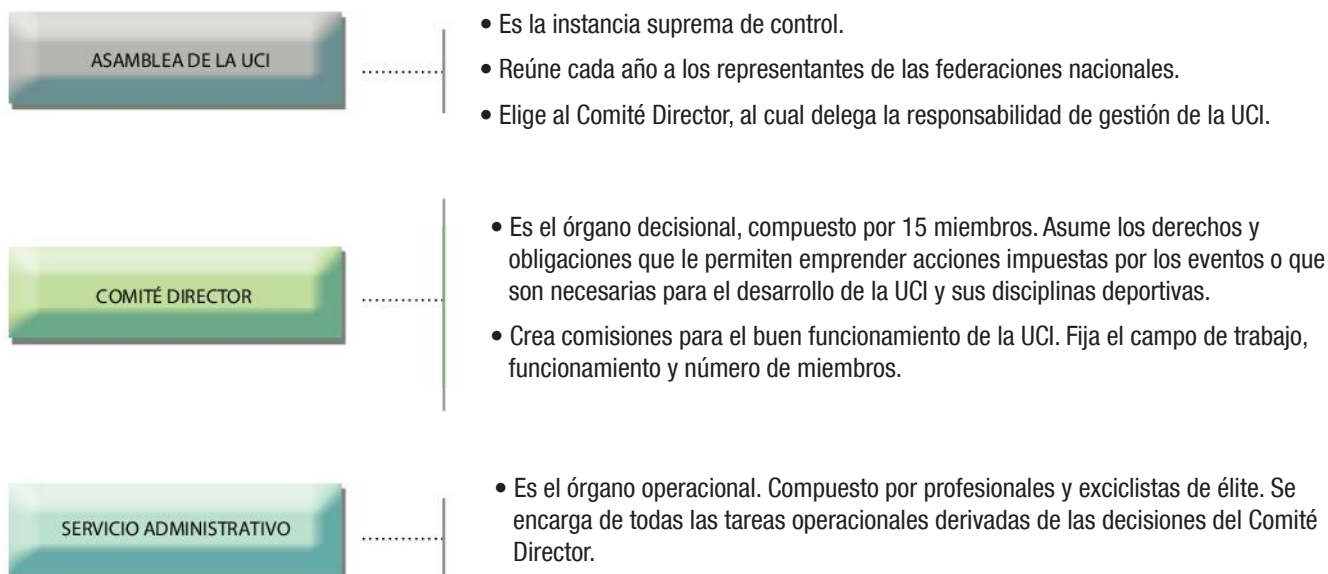 ASAMBLEA DE LA UCI
• Es la instancia suprema de control.
• Reúne cada año a los representantes de las federaciones nacionales.
• Elige al Comité Director, al cual delega la responsabilidad de gestión de la UCI.
COMITÉ DIRECTOR
• Es el órgano decisional, compuesto por 15 miembros. Asume los derechos y
obligaciones que le permiten emprender acciones impuestas por los eventos o que
son necesarias para el desarrollo de la UCI y sus disciplinas deportivas.
• Crea comisiones para el buen funcionamiento de la UCI. Fija el campo de trabajo,
funcionamiento y número de miembros.
SERVICIO ADMINISTRATIVO
• Es el órgano operacional. Compuesto por profesionales y exciclistas de élite. Se
encarga de todas las tareas operacionales derivadas de las decisiones del Comité
Director.